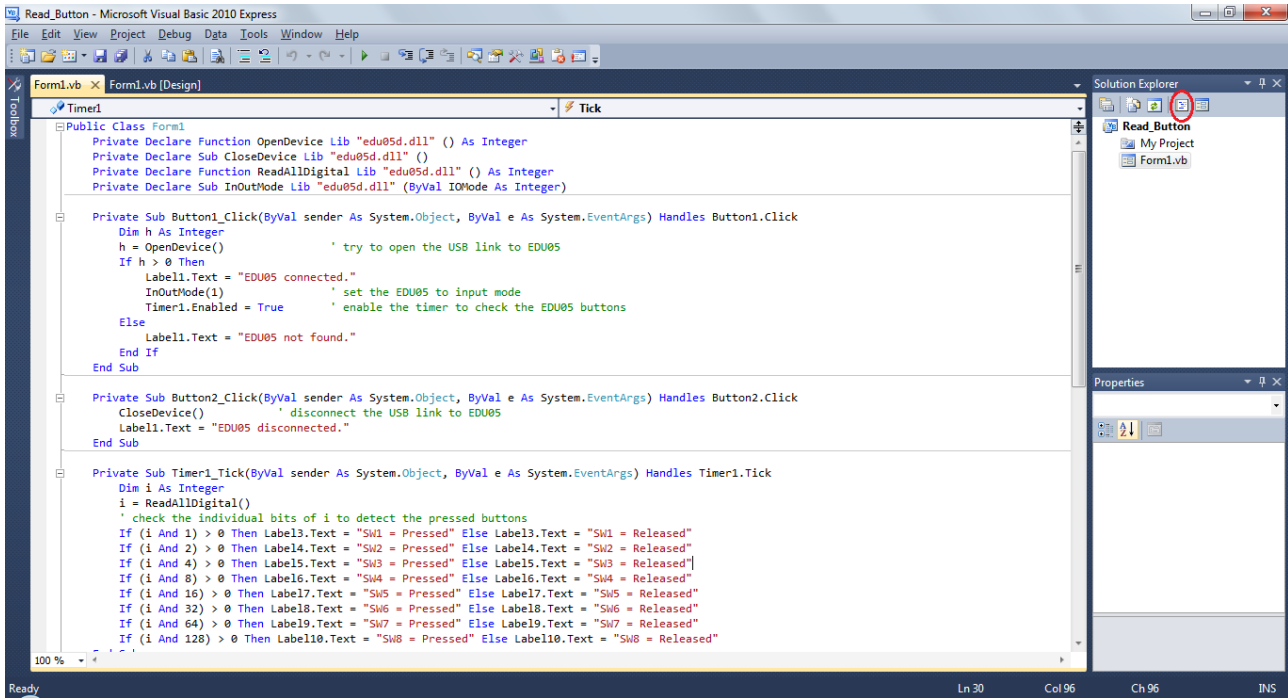 Read_Button - Microsoft Visual Basic 2010 Express
File Edit View Project Debug Data Tools Window Help
Toolbox
Form1.vb Form1.vb [Design]
Timer1 Tick
Public Class Form1
Private Declare Function OpenDevice Lib "edu05d.dll" () As Integer
Private Declare Sub CloseDevice Lib "edu05d.dll" ()
Private Declare Function ReadAllDigital Lib "edu05d.dll" () As Integer
Private Declare Sub InOutMode Lib "edu05d.dll" (ByVal IOMode As Integer)
Private Sub Button1_Click(ByVal sender As System.Object, ByVal e As System.EventArgs) Handles Button1.Click
Dim h As Integer
h = OpenDevice() ' try to open the USB link to EDU05
If h > 0 Then
Label1.Text = "EDU05 connected."
InOutMode(1) ' set the EDU05 to input mode
Timer1.Enabled = True ' enable the timer to check the EDU05 buttons
Else
Label1.Text = "EDU05 not found."
End If
End Sub
Private Sub Button2_Click(ByVal sender As System.Object, ByVal e As System.EventArgs) Handles Button2.Click
CloseDevice() ' disconnect the USB link to EDU05
Label1.Text = "EDU05 disconnected."
End Sub
Private Sub Timer1_Tick(ByVal sender As System.Object, ByVal e As System.EventArgs) Handles Timer1.Tick
Dim i As Integer
i = ReadAllDigital()
' check the individual bits of i to detect the pressed buttons
If (i And 1) > 0 Then Label3.Text = "SW1 = Pressed" Else Label3.Text = "SW1 = Released"
If (i And 2) > 0 Then Label4.Text = "SW2 = Pressed" Else Label4.Text = "SW2 = Released"
If (i And 4) > 0 Then Label5.Text = "SW3 = Pressed" Else Label5.Text = "SW3 = Released"
If (i And 8) > 0 Then Label6.Text = "SW4 = Pressed" Else Label6.Text = "SW4 = Released"
If (i And 16) > 0 Then Label7.Text = "SW5 = Pressed" Else Label7.Text = "SW5 = Released"
If (i And 32) > 0 Then Label8.Text = "SW6 = Pressed" Else Label8.Text = "SW6 = Released"
If (i And 64) > 0 Then Label9.Text = "SW7 = Pressed" Else Label9.Text = "SW7 = Released"
If (i And 128) > 0 Then Label10.Text = "SW8 = Pressed" Else Label10.Text = "SW8 = Released"
100 %
Solution Explorer
Read_Button
My Project
Form1.vb
Properties
Ready Ln 30 Col 96 Ch 96 INS